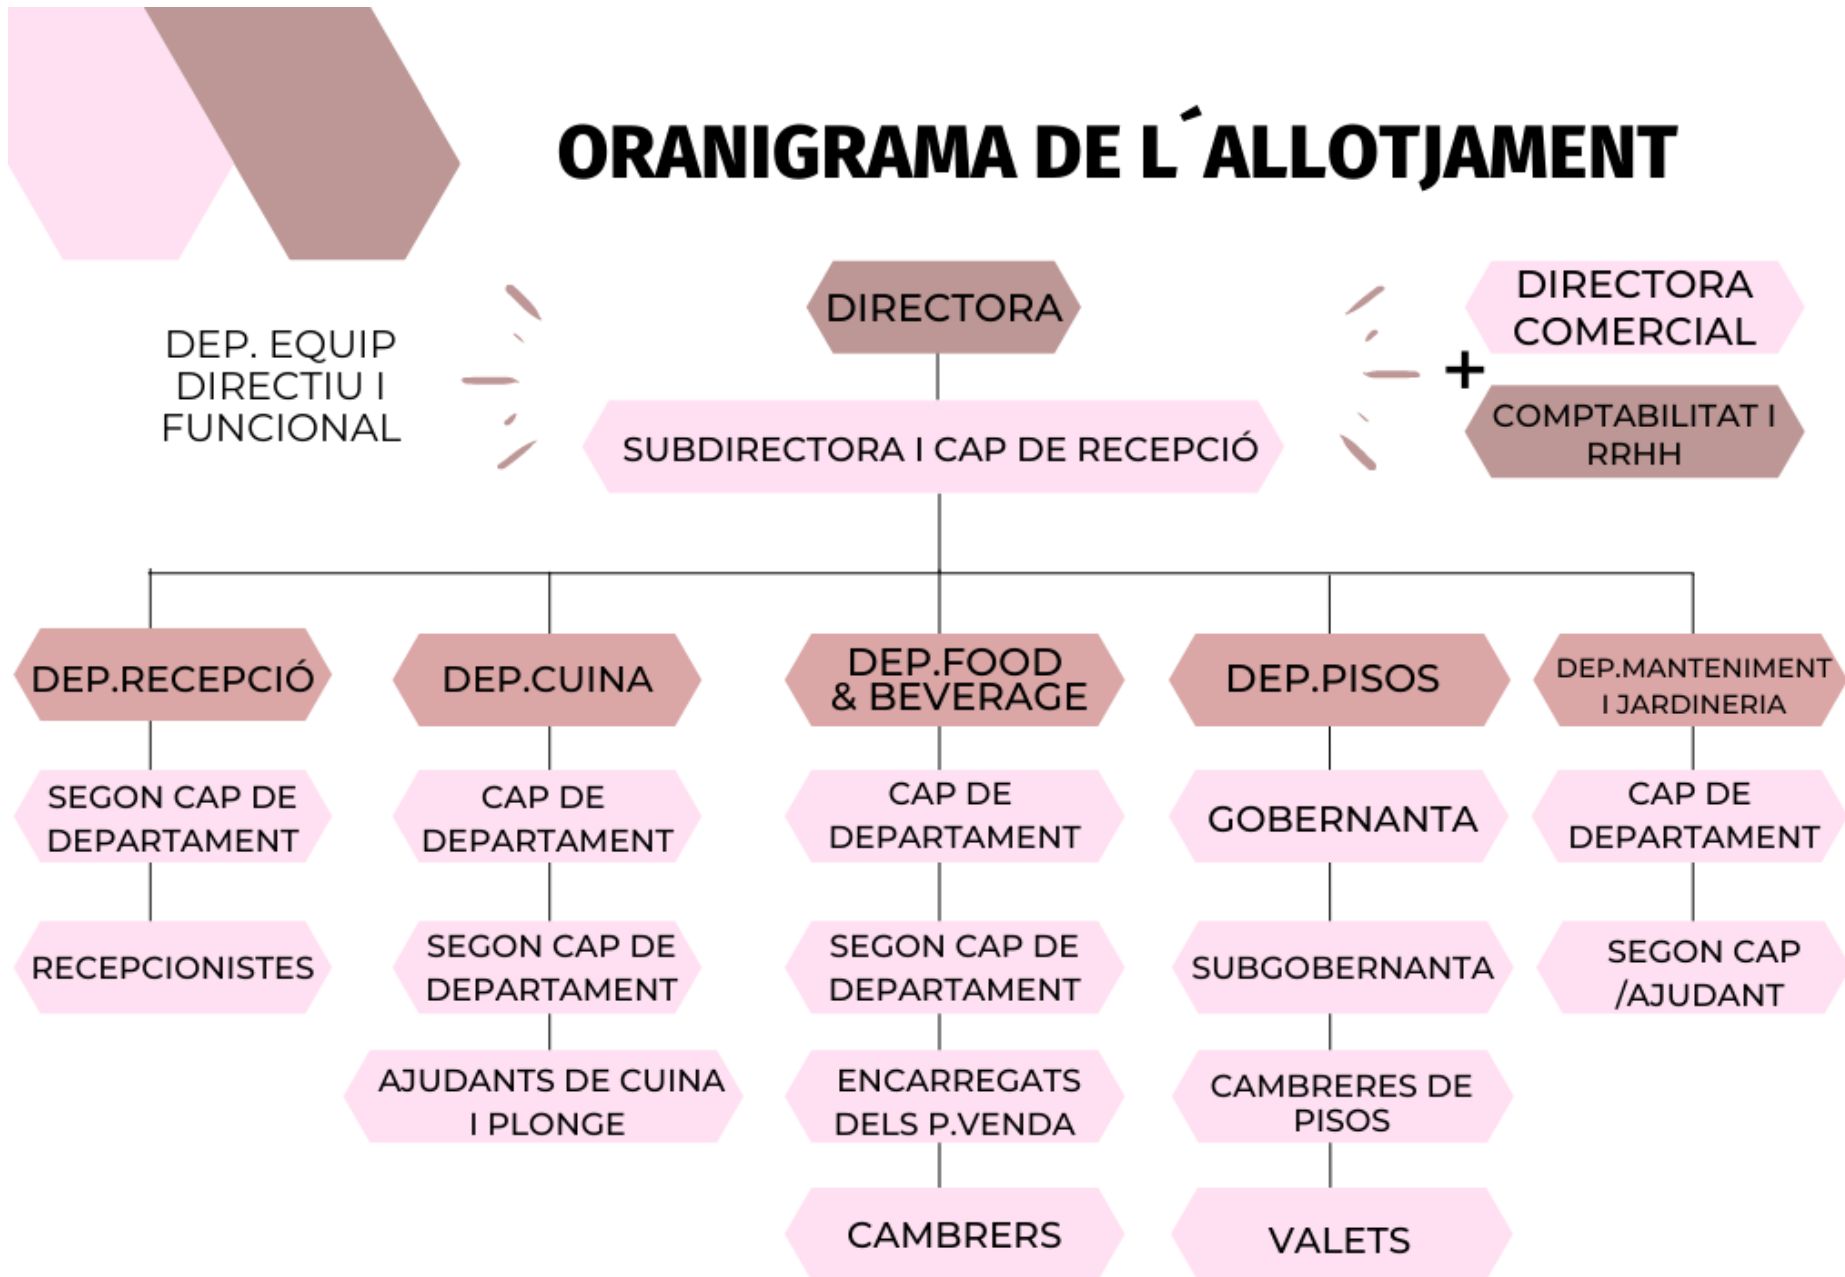 ORANIGRAMA DE L´ALLOTJAMENT
DEP. EQUIP
DIRECTIU I
FUNCIONAL
DIRECTORA
SUBDIRECTORA I CAP DE RECEPCIÓ
+
DIRECTORA
COMERCIAL
COMPTABILITAT I
RRHH
DEP.RECEPCIÓ
SEGON CAP DE
DEPARTAMENT
RECEPCIONISTES
DEP.CUINA
CAP DE
DEPARTAMENT
SEGON CAP DE
DEPARTAMENT
AJUDANTS DE CUINA
I PLONGE
DEP.FOOD
& BEVERAGE
CAP DE
DEPARTAMENT
SEGON CAP DE
DEPARTAMENT
ENCARREGATS
DELS P.VENDA
CAMBRERS
DEP.PISOS
GOBERNANTA
SUBGOBERNANTA
CAMBRERES DE
PISOS
VALETS
DEP.MANTENIMENT
I JARDINERIA
CAP DE
DEPARTAMENT
SEGON CAP
/AJUDANT